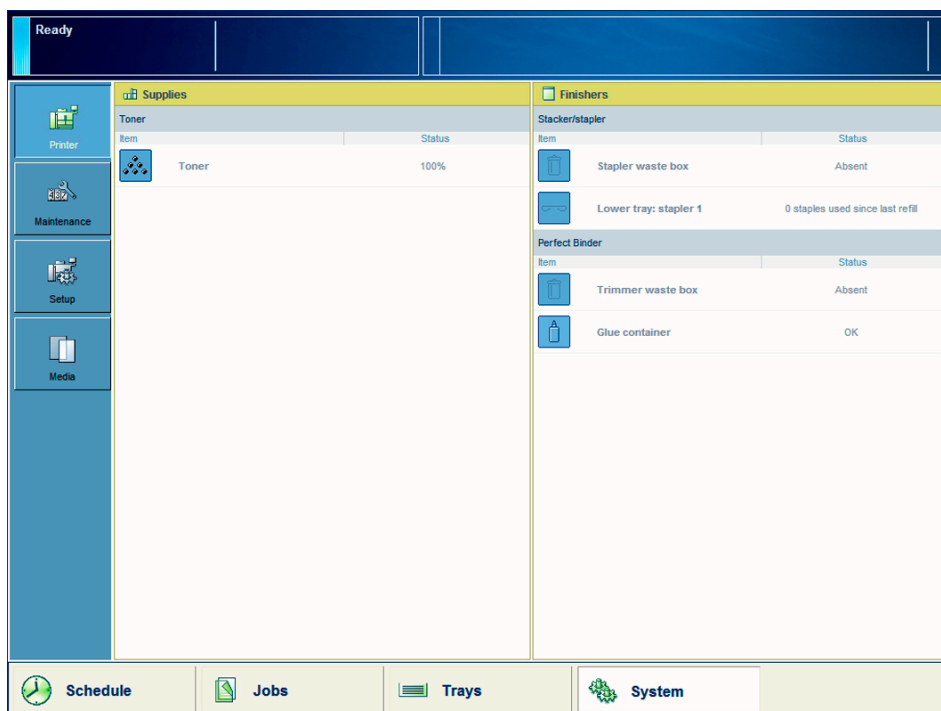 Ready
Printer
Maintenance
Setup
Media
Supplies
Toner
Item Status
Toner 100%
Finishers
Stacker/stapler
Item Status
Stapler waste box Absent
Lower tray: stapler 1 0 staples used since last refill
Perfect Binder
Item Status
Trimmer waste box Absent
Glue container OK
Schedule Jobs Trays System